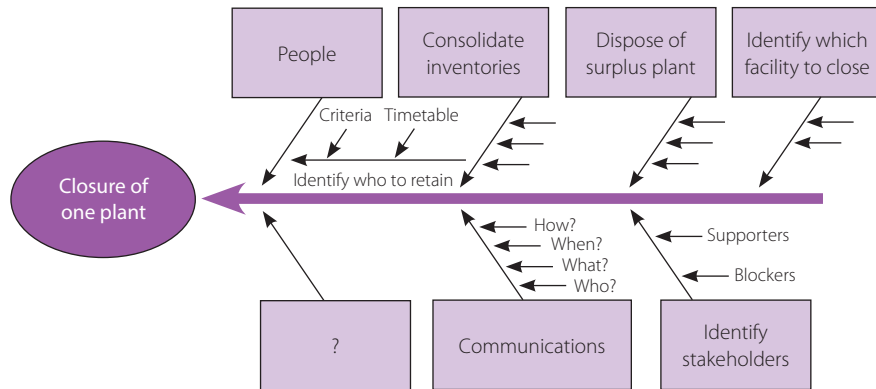 People
Consolidate
inventories
Dispose of
surplus plant
Identify which
facility to close
Criteria
Timetable
Identify who to retain
Closure of
one plant
How?
When?
What?
Who?
Supporters
Blockers
?
Communications
Identify
stakeholders